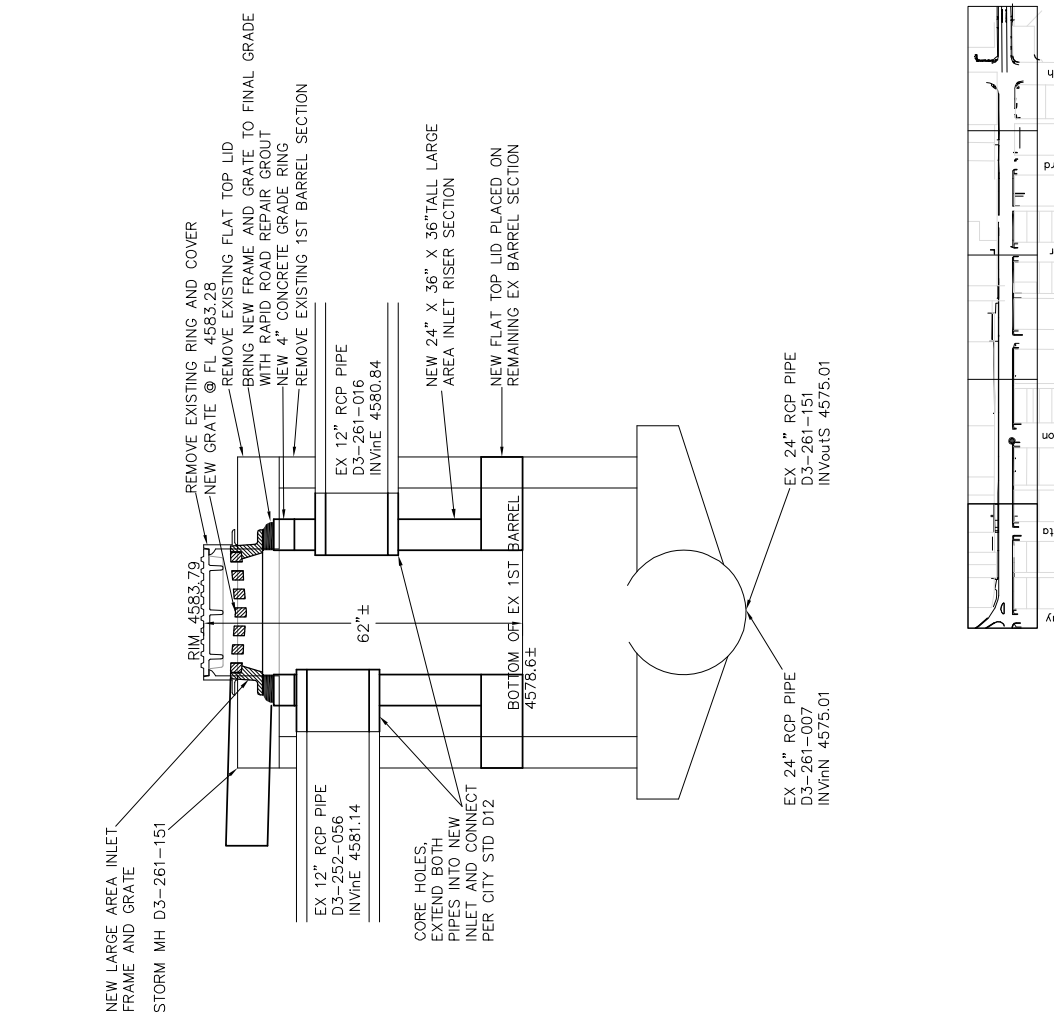 REMOVE EXISTING RING AND COVER
NEW GRATE @ FL 4583.28
REMOVE EXISTING FLAT TOP LID
BRING NEW FRAME AND GRATE TO FINAL GRADE
WITH RAPID ROAD REPAIR GROUT
NEW 4" CONCRETE GRADE RING
REMOVE EXISTING 1ST BARREL SECTION
EX 12" RCP PIPE
D3-261-016
INVinE 4580.84
NEW 24" X 36" X 36"TALL LARGE
AREA INLET RISER SECTION
NEW FLAT TOP LID PLACED ON
REMAINING EX BARREL SECTION
EX 24" RCP PIPE
D3-261-151
INVoutS 4575.01
RIM 4583.79
62"±
BOTTOM OF EX 1ST BARREL
4578.6±
NEW LARGE AREA INLET
FRAME AND GRATE
STORM MH D3-261-151
EX 12" RCP PIPE
D3-252-056
INVinE 4581.14
CORE HOLES,
EXTEND BOTH
PIPES INTO NEW
INLET AND CONNECT
PER CITY STD D12
EX 24" RCP PIPE
D3-261-007
INVinN 4575.01